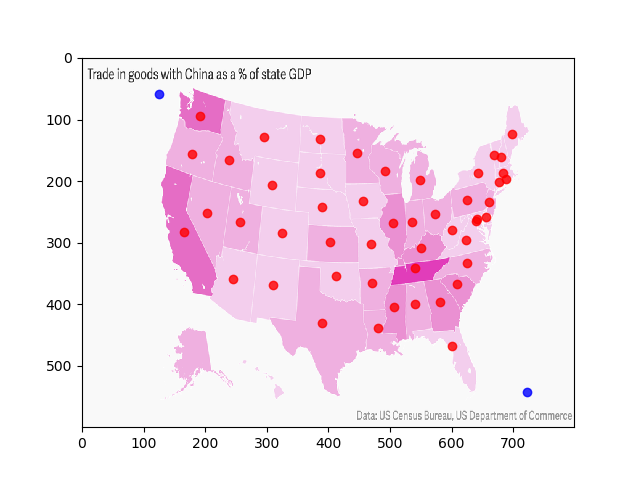 Trade in goods with China as a % of state GDP
0
100
200
300
400
500
Data: US Census Bureau, US Department of Commerce
0 100 200 300 400 500 600 700